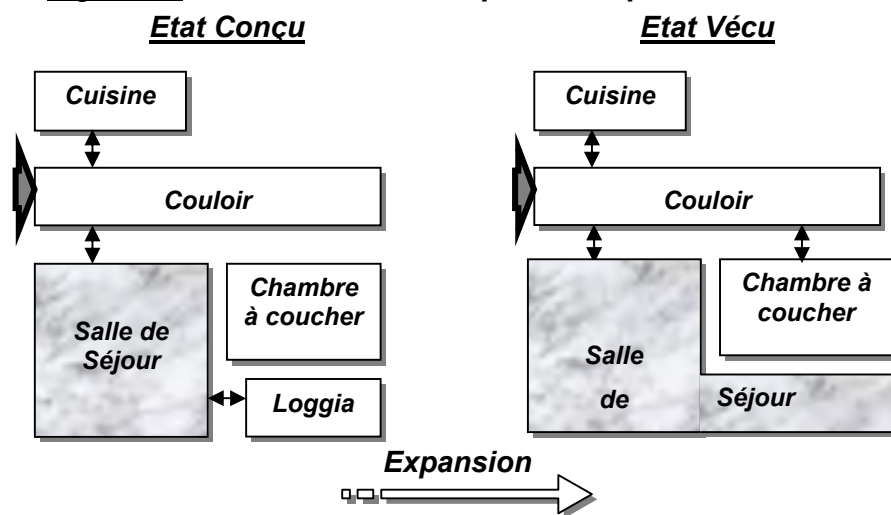 Etat Conçu
Etat Vécu
Cuisine
Couloir
Salle de
Séjour
Chambre
à coucher
Loggia
Cuisine
Couloir
Chambre à
coucher
Salle
de
Séjour
Expansion